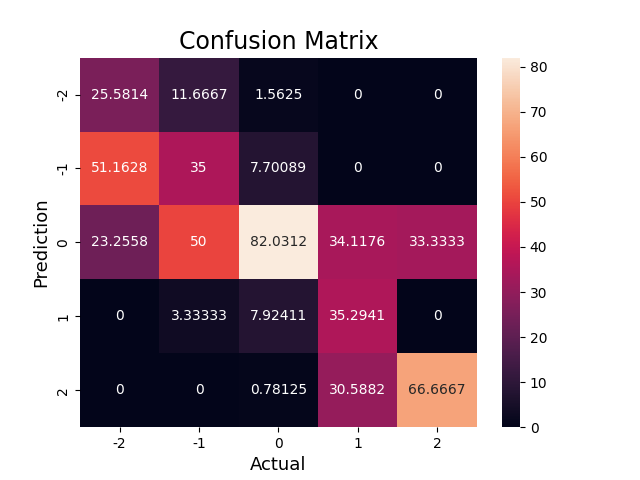 Confusion Matrix
-2 25.5814 11.6667 1.5625 0 0
-1 51.1628 35 7.70089 0 0
0 23.2558 50 82.0312 34.1176 33.3333
1 0 3.33333 7.92411 35.2941 0
2 0 0 0.78125 30.5882 66.6667
-2 -1 0 1 2
Prediction
Actual
80
70
60
50
40
30
20
10
0